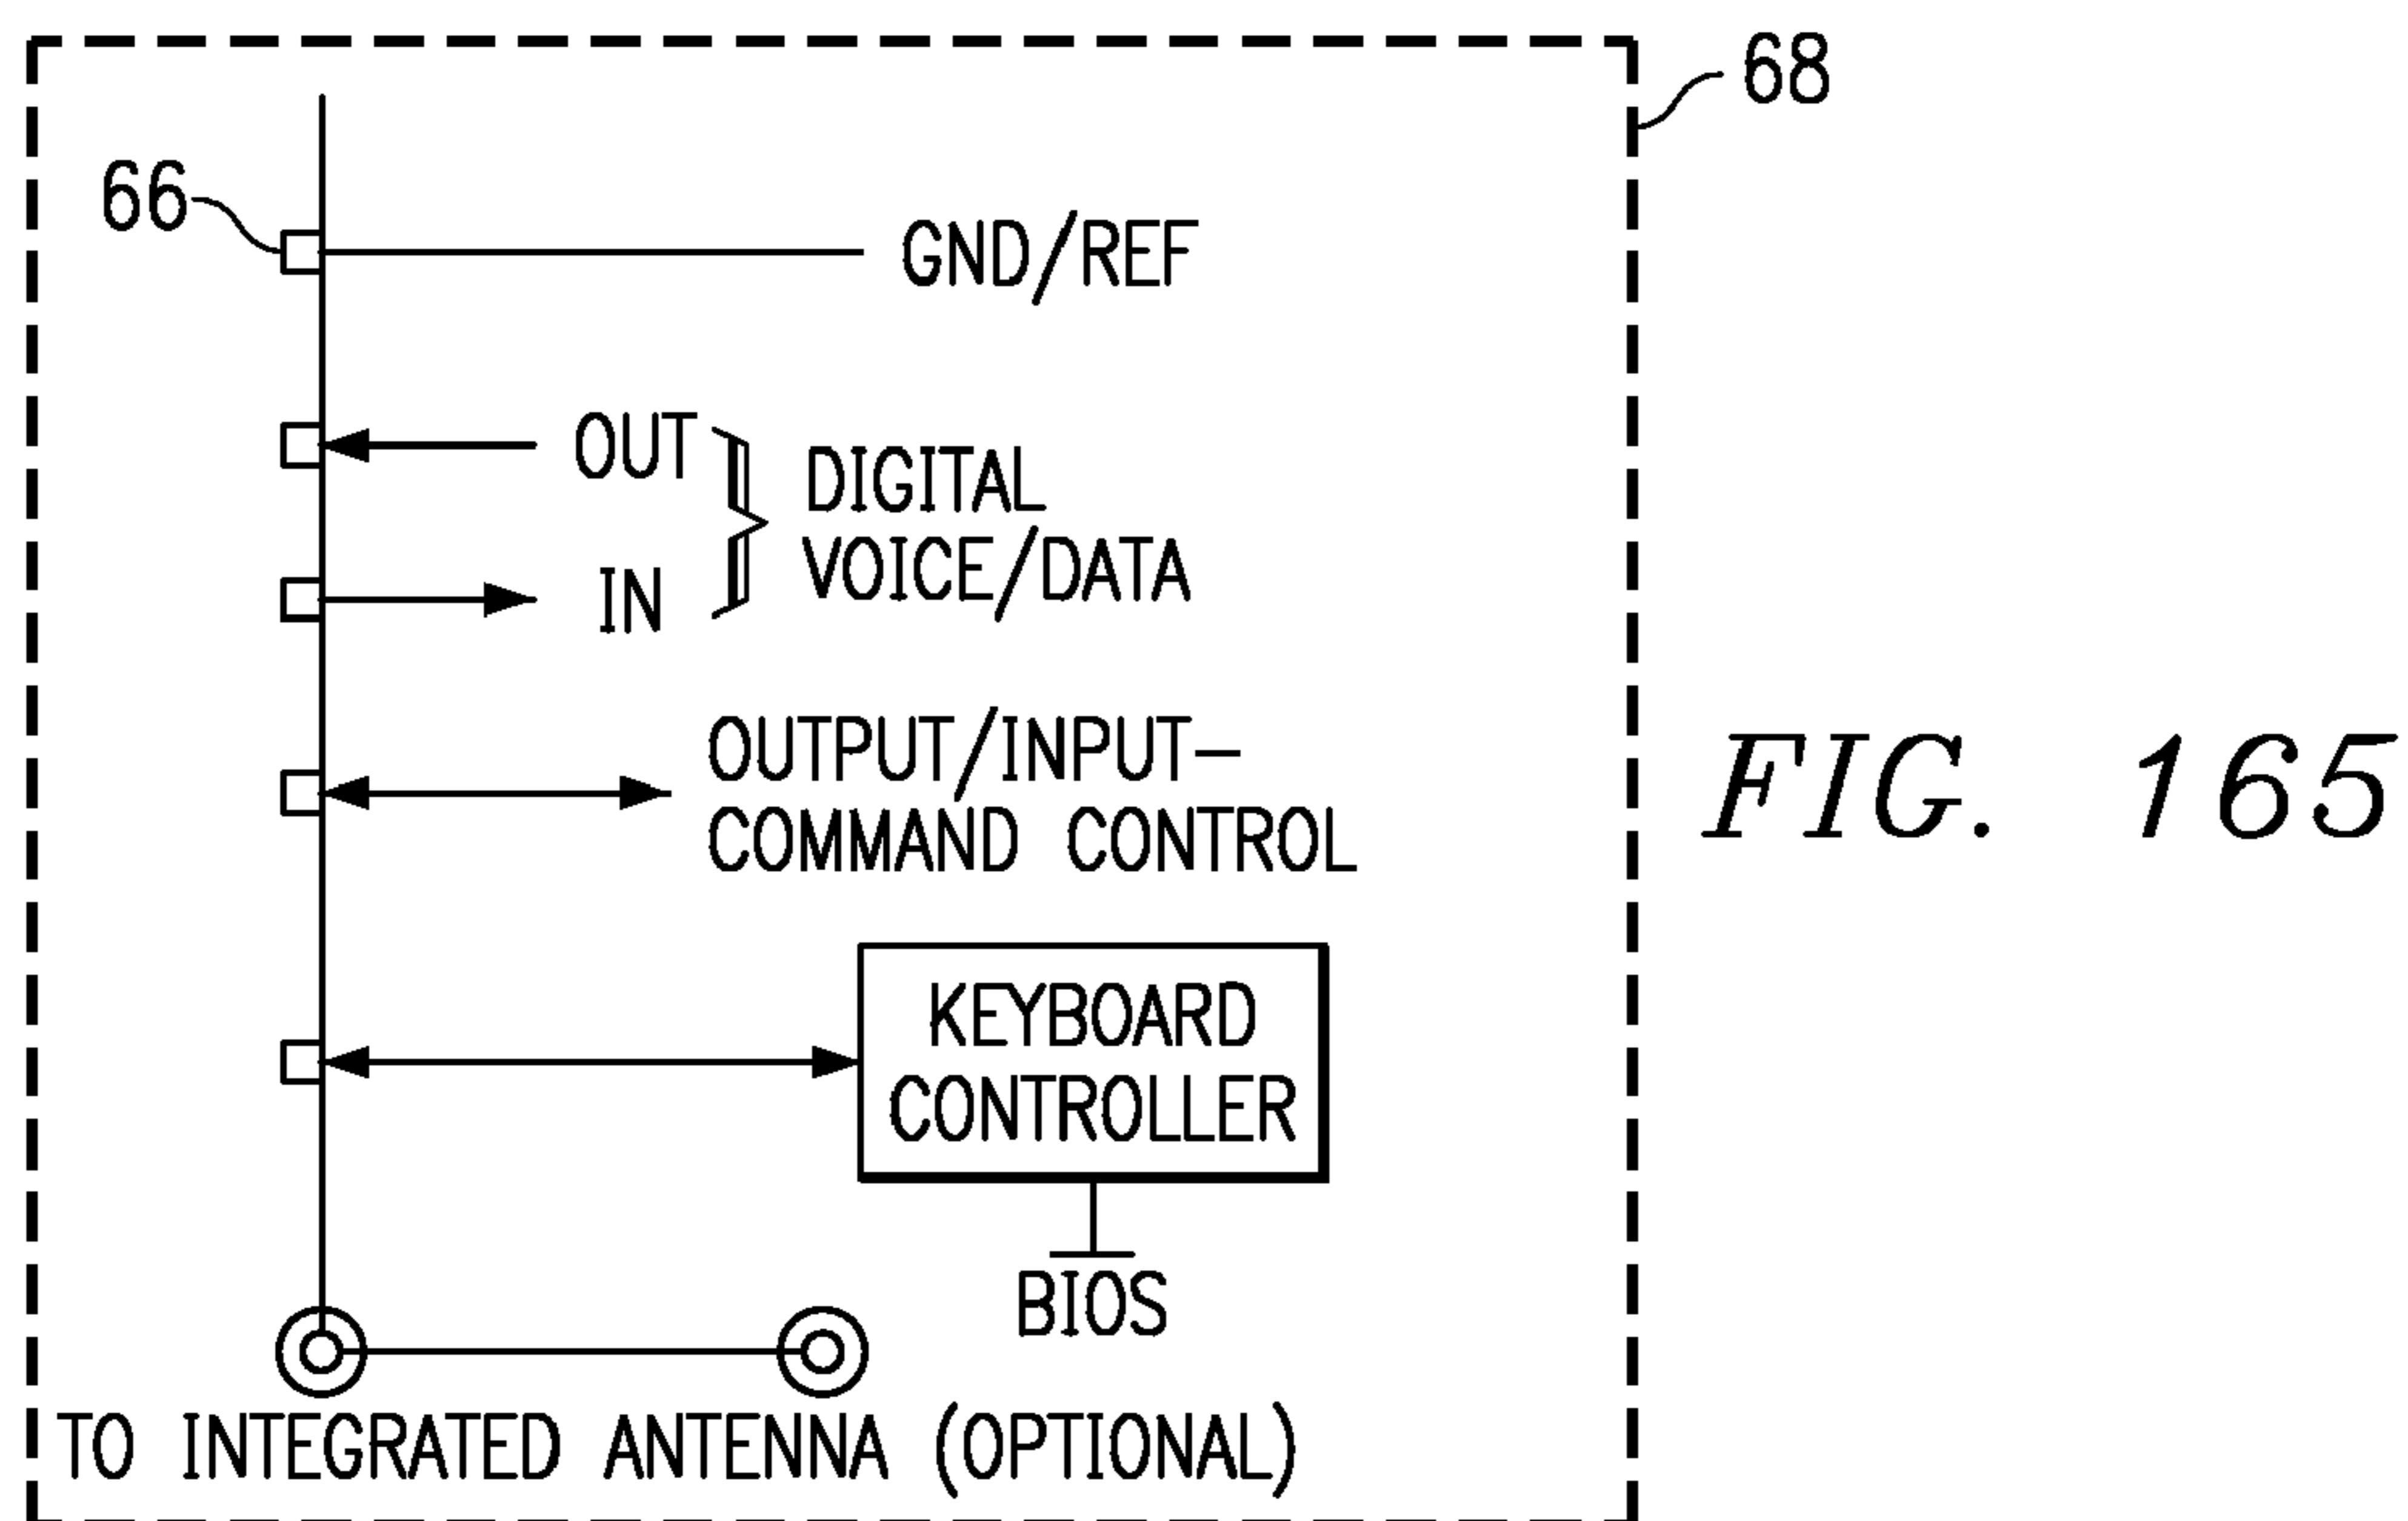 68
66
GND/REF
OUT
DIGITAL
VOICE/DATA
IN
OUTPUT/INPUT-
COMMAND CONTROL
FIG. 165
KEYBOARD
CONTROLLER
BIOS
TO INTEGRATED ANTENNA (OPTIONAL)